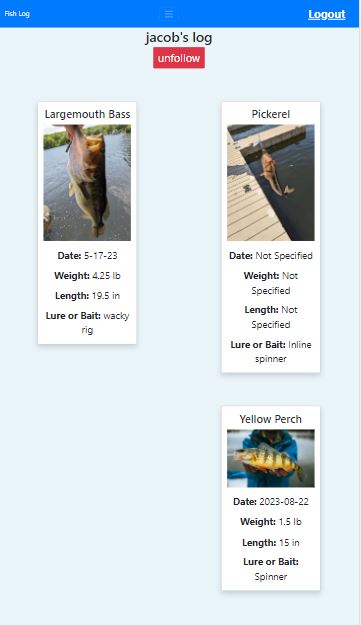 Fish Log
Logout
jacob's log
unfollow
Largemouth Bass
Date: 5-17-23
Weight: 4.25 lb
Length: 19.5 in
Lure or Bait: wacky
rig
Pickerel
Date: Not Specified
Weight: Not
Specified
Length: Not
Specified
Lure or Bait: Inline
spinner
Yellow Perch
Date: 2023-08-22
Weight: 1.5 lb
Length: 15 in
Lure or Bait:
Spinner